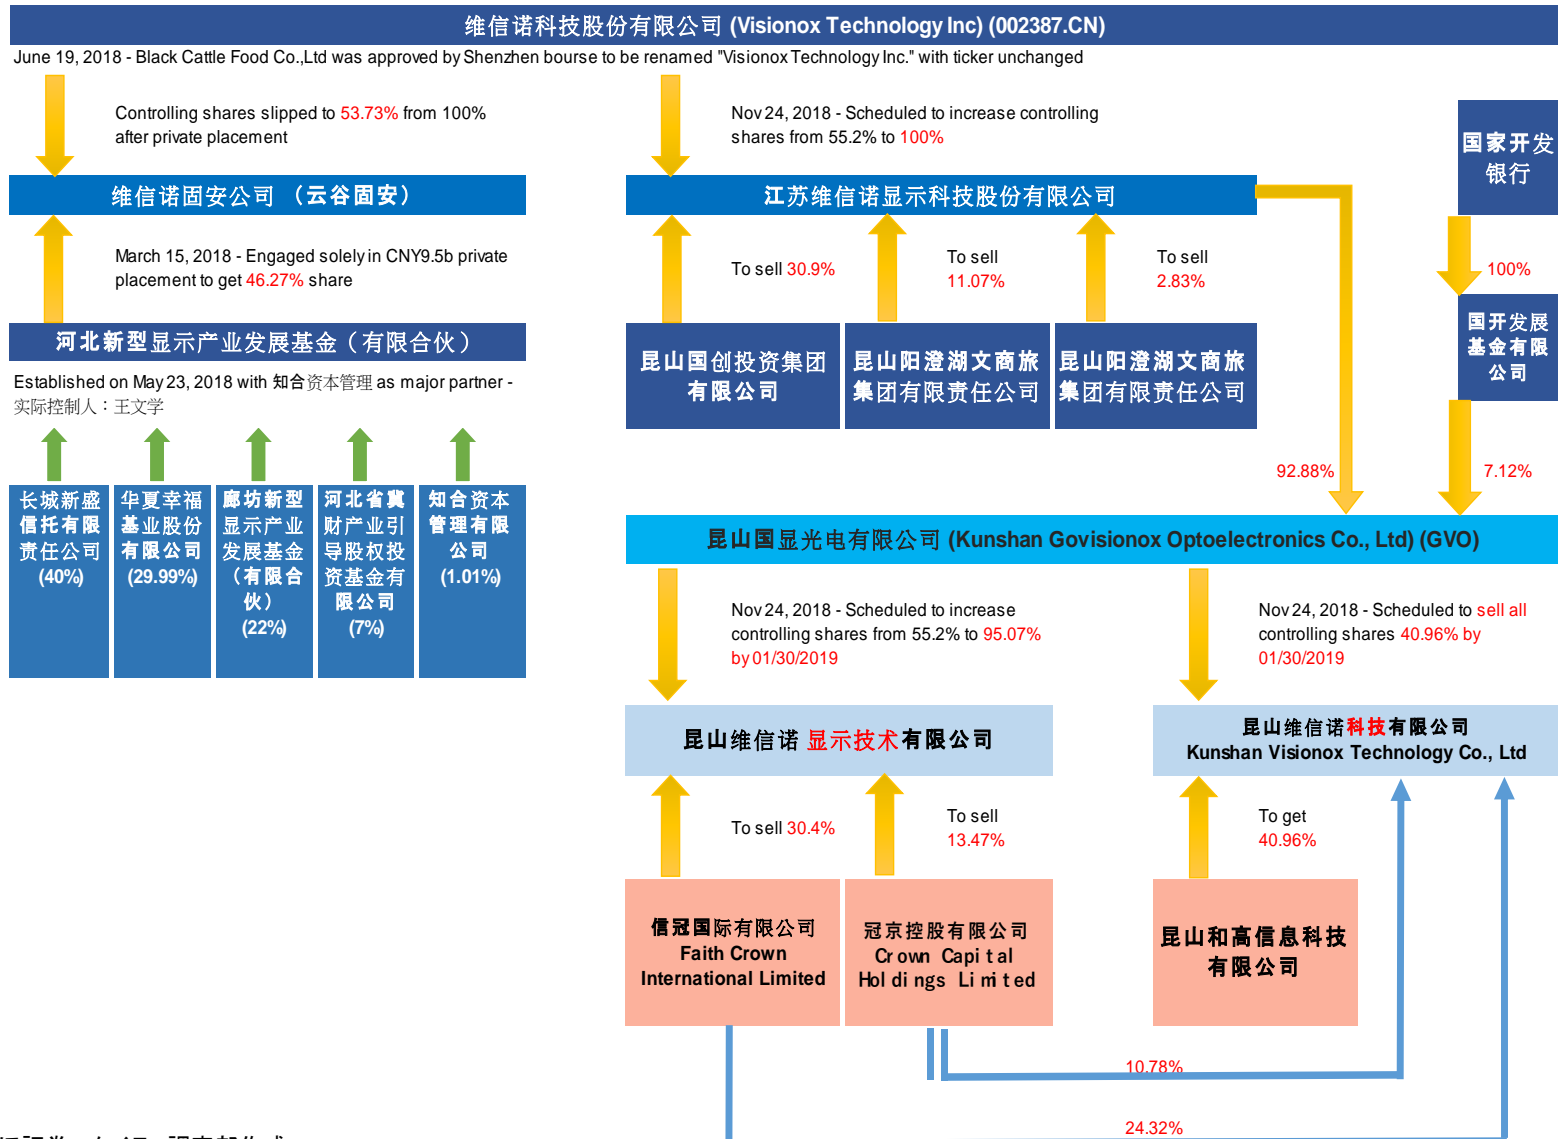 维信诺科技股份有限公司 (Visionox Technology Inc) (002387.CN)
June 19, 2018 - Black Cattle Food Co.,Ltd was approved by Shenzhen bourse to be renamed "Visionox Technology Inc." with ticker unchanged
Controlling shares slipped to 53.73% from 100%
after private placement
维信诺固安公司 （云谷固安）
March 15, 2018 - Engaged solely in CNY9.5b private
placement to get 46.27% share
河北新型显示产业发展基金（有限合伙）
Established on May 23, 2018 with 知合资本管理 as major partner -
实际控制人：王文学
长城新盛
信托有限
责任公司
(40%)
华夏幸福
基业股份
有限公司
(29.99%)
廊坊新型
显示产业
发展基金
（有限合
伙）
(22%)
河北省冀
财产业引
导股权投
资基金有
限公司
(7%)
知合资本
管理有限
公司
(1.01%)
Nov 24, 2018 - Scheduled to increase controlling
shares from 55.2% to 100%
江苏维信诺显示科技股份有限公司
To sell 30.9%
To sell
11.07%
To sell
2.83%
昆山国创投资集团
有限公司
昆山阳澄湖文商旅
集团有限责任公司
昆山阳澄湖文商旅
集团有限责任公司
国家开发
银行
100%
国开发展
基金有限
公司
92.88%
7.12%
昆山国显光电有限公司 (Kunshan Govisionox Optoelectronics Co., Ltd) (GVO)
Nov 24, 2018 - Scheduled to increase
controlling shares from 55.2% to 95.07%
by 01/30/2019
Nov 24, 2018 - Scheduled to sell all
controlling shares 40.96% by
01/30/2019
昆山维信诺 显示技术有限公司
昆山维信诺科技有限公司
Kunshan Visionox Technology Co., Ltd
To sell 30.4%
To sell
13.47%
To get
40.96%
信冠国际有限公司
Faith Crown
International Limited
冠京控股有限公司
Crown Capital
Holdings Limited
昆山和高信息科技
有限公司
10.78%
24.32%